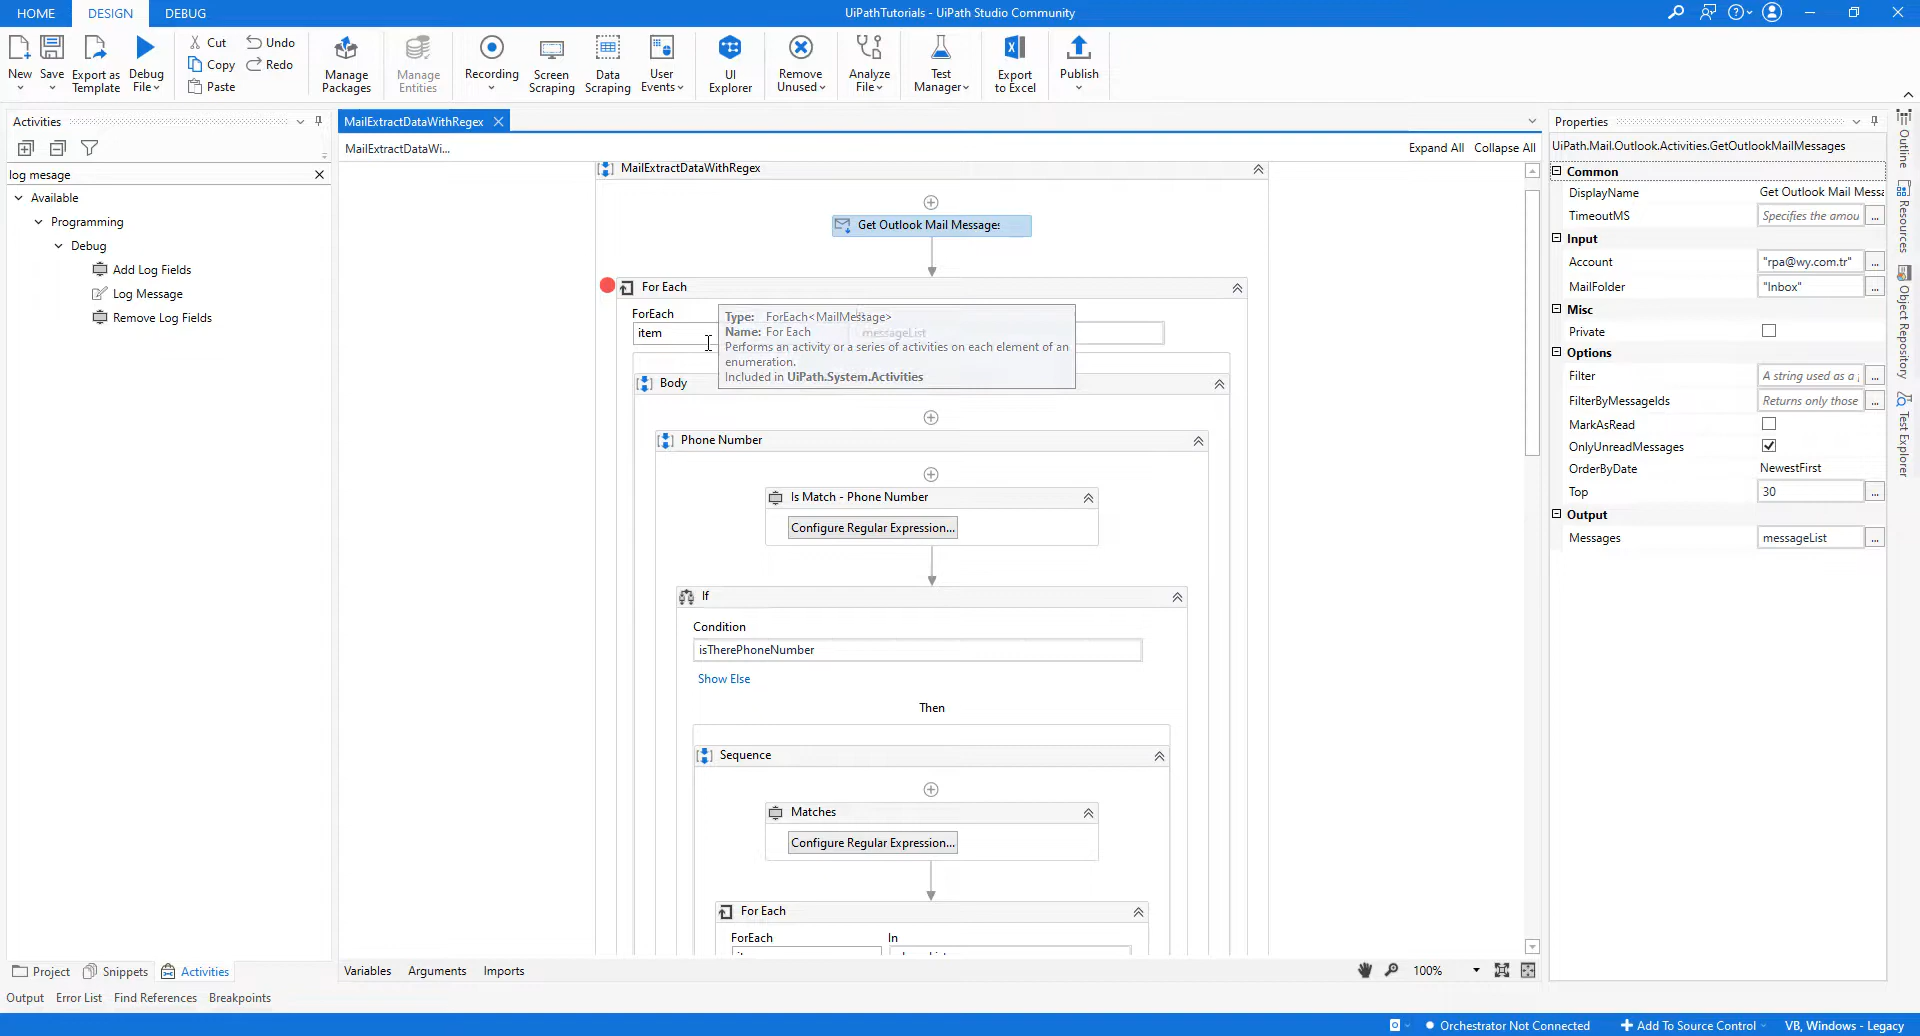 HOME DESIGN DEBUG UiPathTutorials - UiPath Studio Community
New Save Export as Template Debug File Cut Copy Paste Undo Redo Manage Packages Manage Entities Recording Screen Scraping Data Scraping User Events UI Explorer Remove Unused Analyze File Test Manager Export to Excel Publish
Activities
log mesage
Available
Programming
Debug
Add Log Fields
Log Message
Remove Log Fields
MailExtractDataWithRegex
MailExtractDataWi... Expand All Collapse All
MailExtractDataWithRegex
Get Outlook Mail Messages
For Each
ForEach
item messageList
Type: ForEach<MailMessage>
Name: For Each
Performs an activity or a series of activities on each element of an
enumeration.
Included in UiPath.System.Activities
Body
Phone Number
Is Match - Phone Number
Configure Regular Expression...
If
Condition
isTherePhoneNumber
Show Else
Then
Sequence
Matches
Configure Regular Expression...
For Each
ForEach In
Properties
UiPath.Mail.Outlook.Activities.GetOutlookMailMessages
Common
DisplayName Get Outlook Mail Messa
TimeoutMS Specifies the amou ...
Input
Account "rpa@wy.com.tr" ...
MailFolder "Inbox" ...
Misc
Private
Options
Filter A string used as a ...
FilterByMessageIds Returns only those ...
MarkAsRead
OnlyUnreadMessages
OrderByDate NewestFirst
Top 30 ...
Output
Messages messageList ...
Outline
Resources
Object Repository
Test Explorer
Project Snippets Activities Variables Arguments Imports 100%
Output Error List Find References Breakpoints
Orchestrator Not Connected Add To Source Control VB, Windows - Legacy